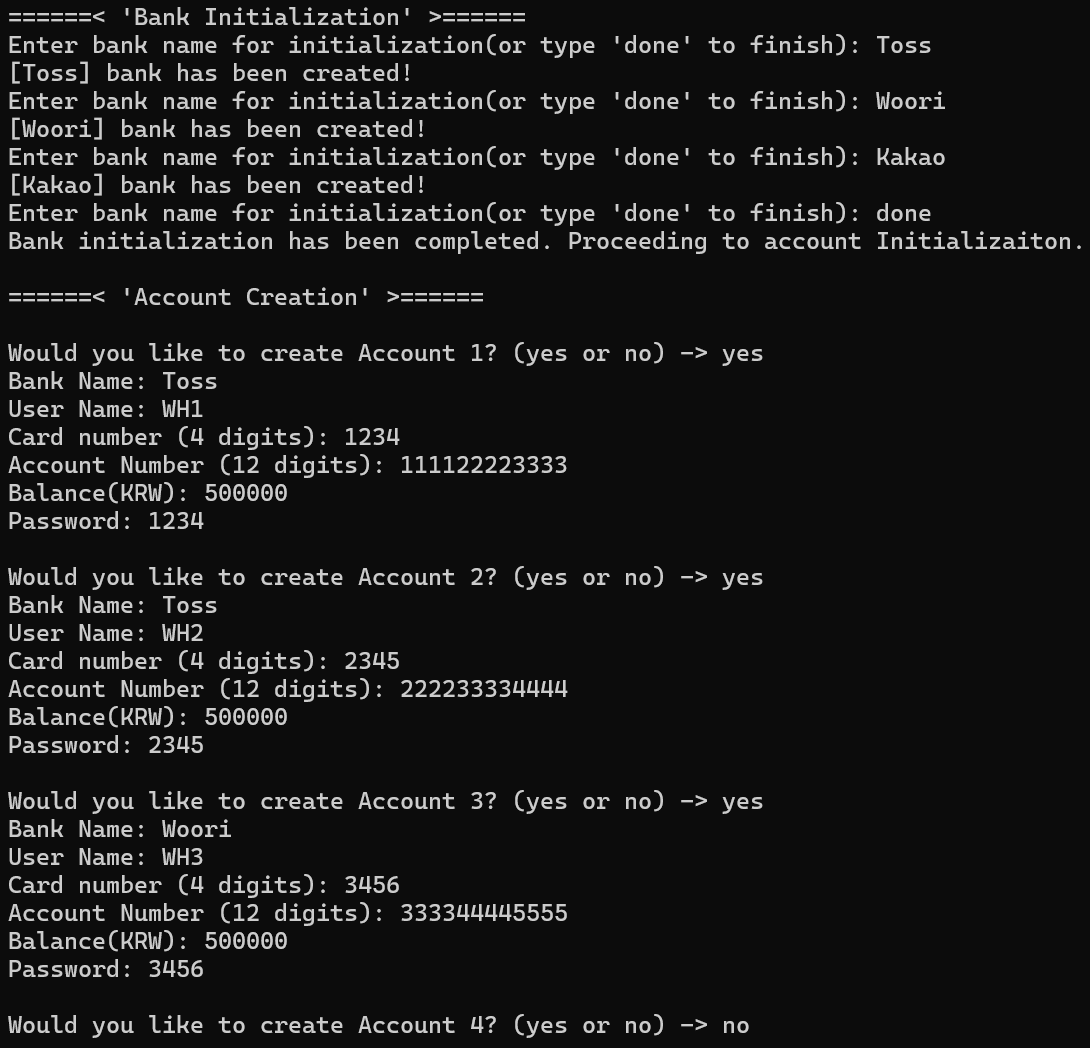 ======< 'Bank Initialization' >======
Enter bank name for initialization(or type 'done' to finish): Toss
[Toss] bank has been created!
Enter bank name for initialization(or type 'done' to finish): Woori
[Woori] bank has been created!
Enter bank name for initialization(or type 'done' to finish): Kakao
[Kakao] bank has been created!
Enter bank name for initialization(or type 'done' to finish): done
Bank initialization has been completed. Proceeding to account Initializaiton.
======< 'Account Creation' >======
Would you like to create Account 1? (yes or no) -> yes
Bank Name: Toss
User Name: WH1
Card number (4 digits): 1234
Account Number (12 digits): 111122223333
Balance(KRW): 500000
Password: 1234
Would you like to create Account 2? (yes or no) -> yes
Bank Name: Toss
User Name: WH2
Card number (4 digits): 2345
Account Number (12 digits): 222233334444
Balance(KRW): 500000
Password: 2345
Would you like to create Account 3? (yes or no) -> yes
Bank Name: Woori
User Name: WH3
Card number (4 digits): 3456
Account Number (12 digits): 333344445555
Balance(KRW): 500000
Password: 3456
Would you like to create Account 4? (yes or no) -> no